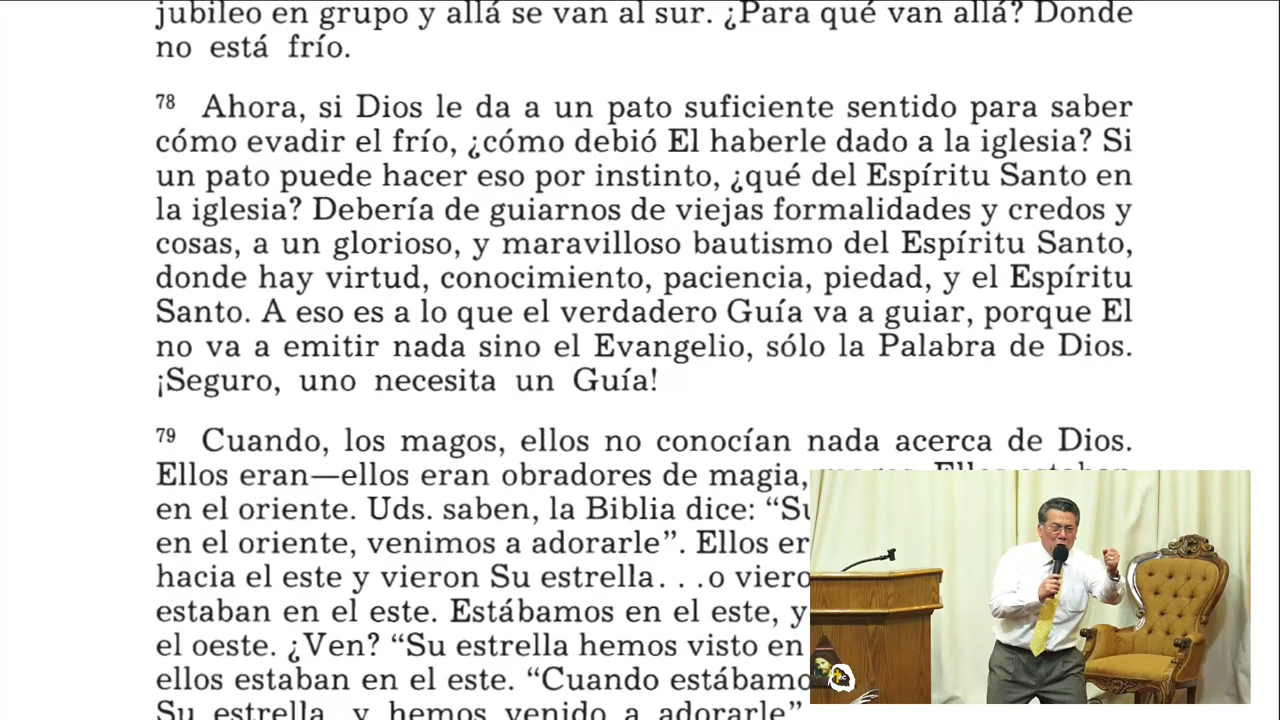 jubileo en grupo y allá se van al sur. ¿Para qué van allá? Donde
no está frío.
78 Ahora, si Dios le da a un pato suficiente sentido para saber
cómo evadir el frío, ¿cómo debió El haberle dado a la iglesia? Si
un pato puede hacer eso por instinto, ¿qué del Espíritu Santo en
la iglesia? Debería de guiarnos de viejas formalidades y credos y
cosas, a un glorioso, y maravilloso bautismo del Espíritu Santo,
donde hay virtud, conocimiento, paciencia, piedad, y el Espíritu
Santo. A eso es a lo que el verdadero Guía va a guiar, porque El
no va a emitir nada sino el Evangelio, sólo la Palabra de Dios.
¡Seguro, uno necesita un Guía!
79 Cuando, los magos, ellos no conocían nada acerca de Dios.
Ellos eran—ellos eran obradores de magia,
en el oriente. Uds. saben, la Biblia dice: “Su
en el oriente, venimos a adorarle”. Ellos er
hacia el este y vieron Su estrella. . .o viero
estaban en el este. Estábamos en el este, y
el oeste. ¿Ven? “Su estrella hemos visto en
ellos estaban en el este. “Cuando estábamo
Su estrella, y hemos venido a adorarle”